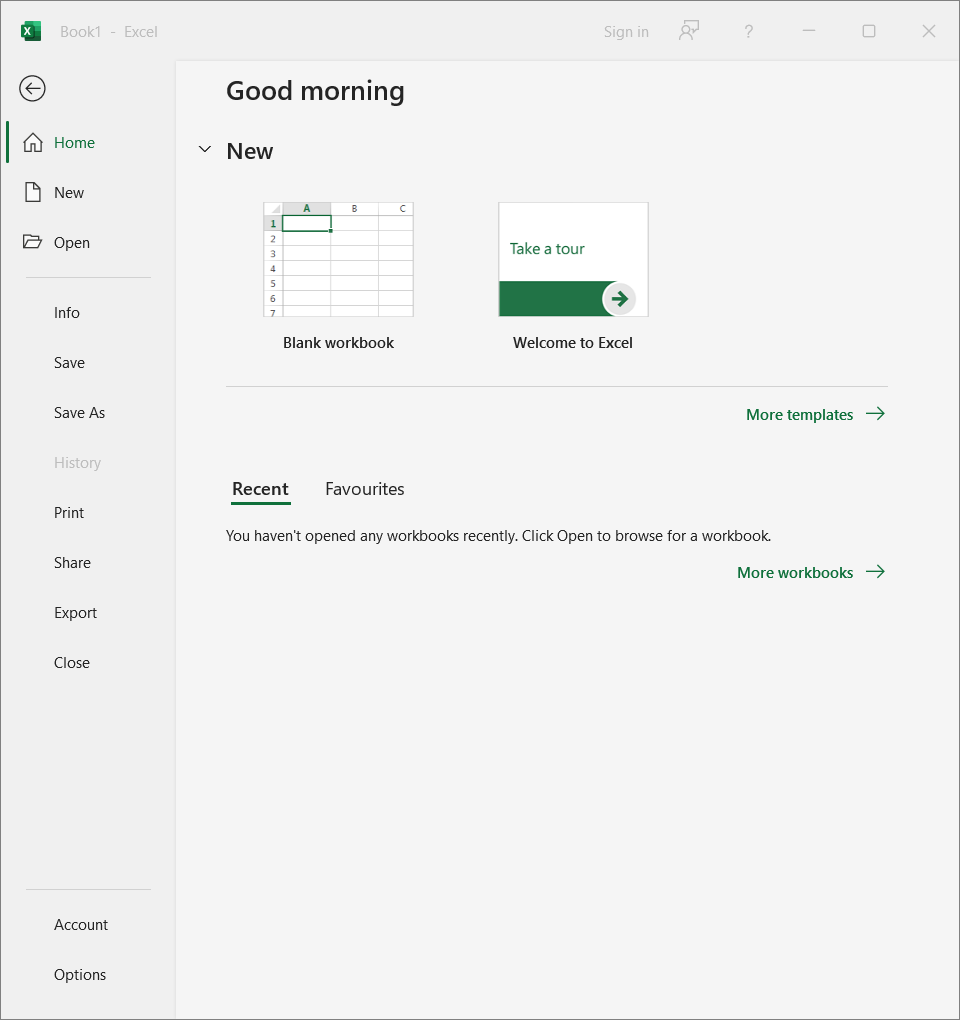 Book1 - Excel
Sign in
?
Good morning
Home
New
New
Open
A B C
1
2
3
4
5
6
7
Take a tour
Blank workbook
Welcome to Excel
Info
Save
Save As
More templates
History
Recent Favourites
Print
You haven't opened any workbooks recently. Click Open to browse for a workbook.
Share
More workbooks
Export
Close
Account
Options